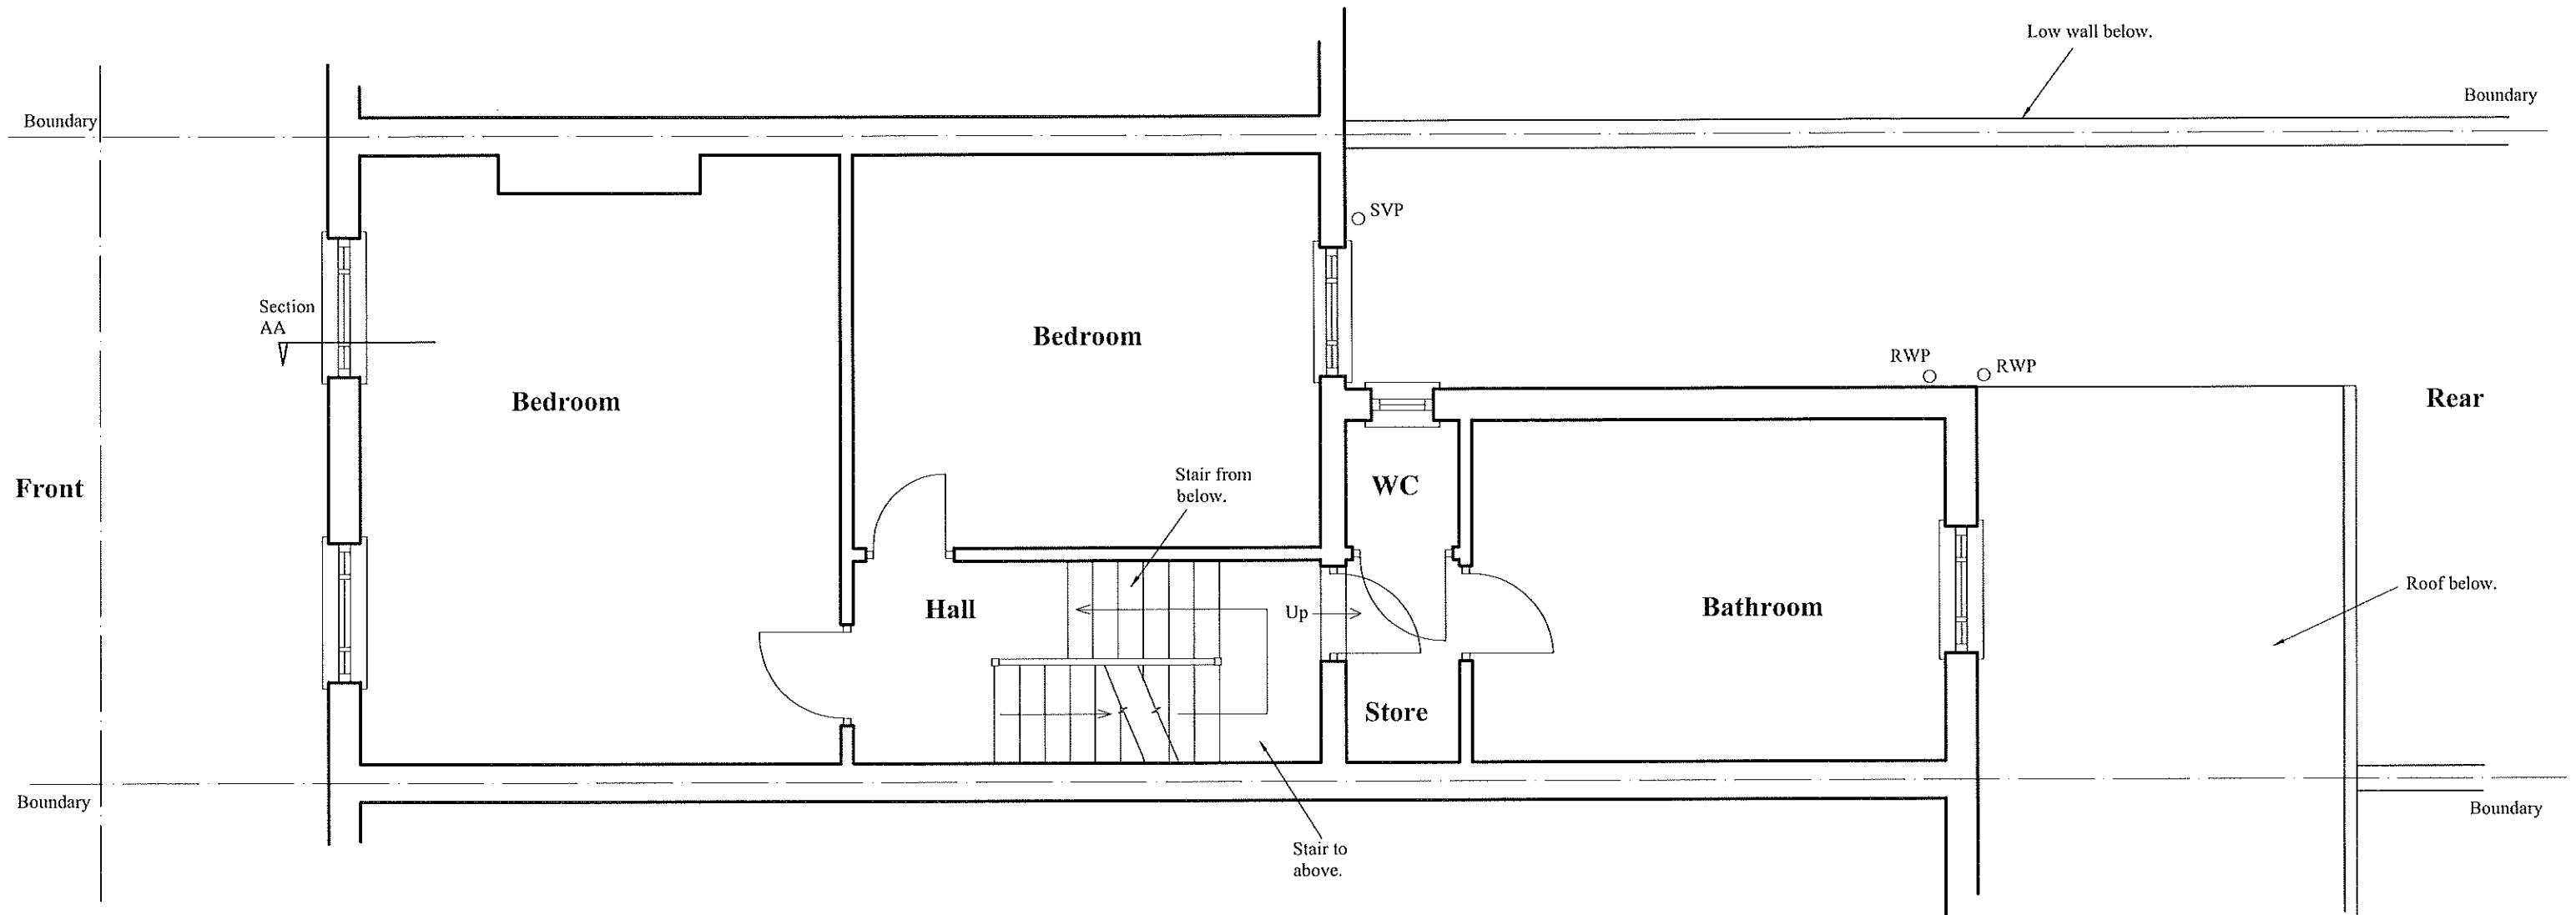 Low wall below.
Boundary
Boundary
SVP
Section
AA
Bedroom
RWP
RWP
Bedroom
Rear
Front
Stair from
below.
WC
Hall
Up
Bathroom
Roof below.
Store
Boundary
Boundary
Stair to
above.